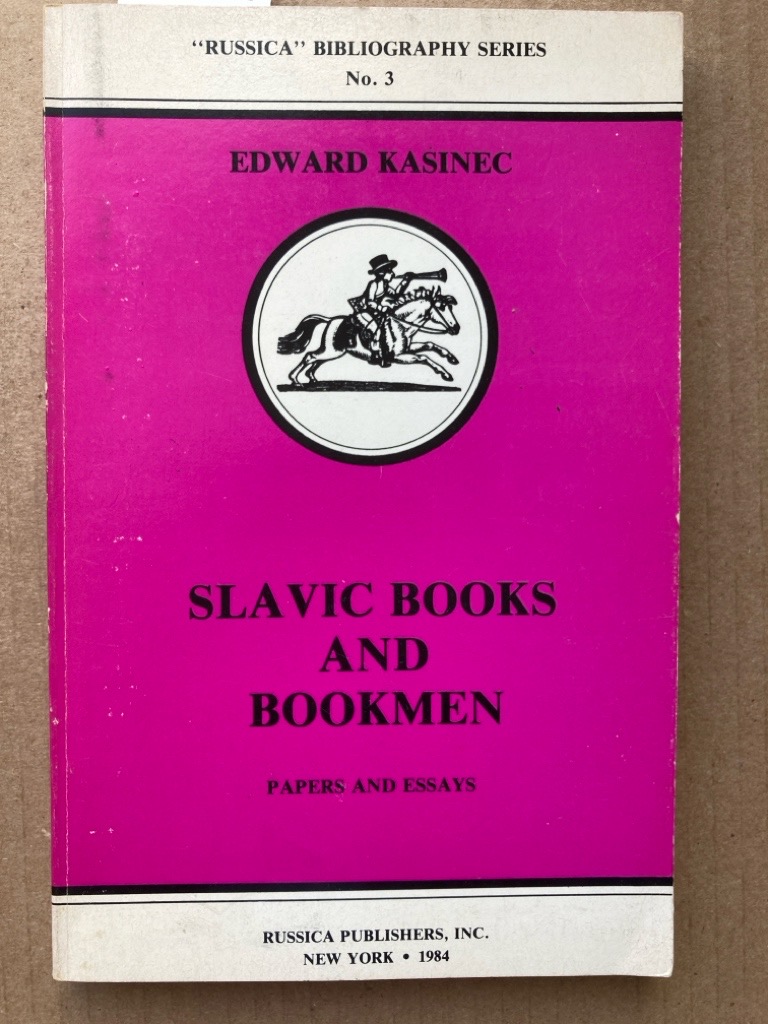 “RUSSICA” BIBLIOGRAPHY SERIES
No. 3
EDWARD KASINEC
SLAVIC BOOKS
AND
BOOKMEN
PAPERS AND ESSAYS
RUSSICA PUBLISHERS, INC.
NEW YORK • 1984